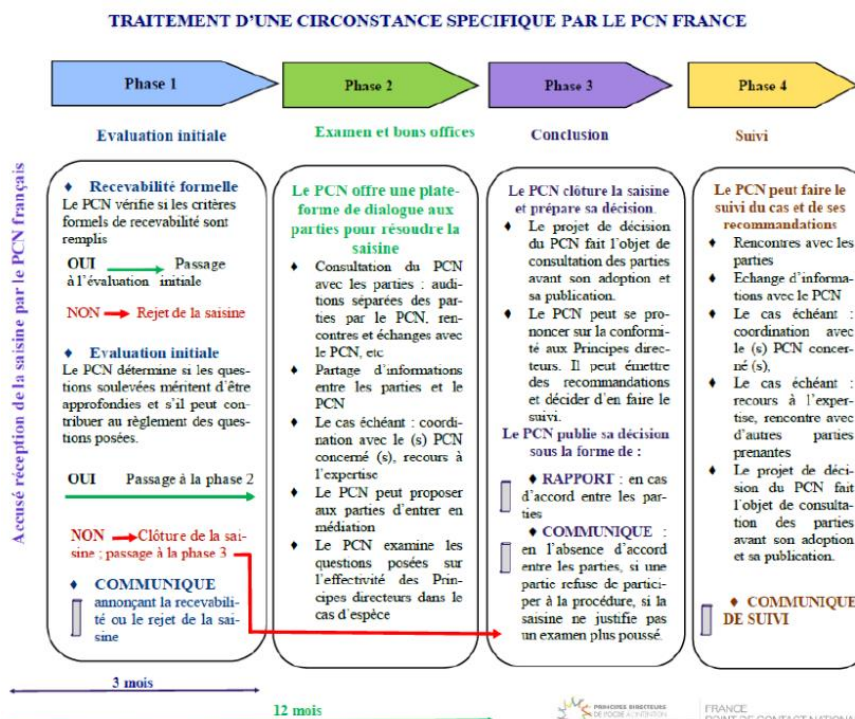 TRAITEMENT D'UNE CIRCONSTANCE SPECIFIQUE PAR LE PCN FRANCE
Accusé réception de la saisine par le PCN français
Phase 1
Evaluation initiale
♦ Recevabilité formelle
Le PCN vérifie si les critères
formels de recevabilité sont
remplis
OUI Passage
à l'évaluation initiale
NON Rejet de la saisine
♦ Evaluation initiale
Le PCN détermine si les ques-
tions soulevées méritent d'être
approfondies et s'il peut con-
tribuer au règlement des ques-
tions posées.
OUI Passage à la phase 2
NON Clôture de la sai-
sine ; passage à la phase 3
♦ COMMUNIQUE
annonçant la recevabili-
té ou le rejet de la sai-
sine
Phase 2
Examen et bons offices
Le PCN offre une plate-
forme de dialogue aux
parties pour résoudre la
saisine
♦ Consultation du PCN
avec les parties : audi-
tions séparées des par-
ties par le PCN, ren-
contres et échanges avec
le PCN, etc
♦ Partage d'informations
entre les parties et le
PCN
♦ Le cas échéant : coordi-
nation avec le (s) PCN
concerné (s), recours à
l'expertise
♦ Le PCN peut proposer
aux parties d'entrer en
médiation
♦ Le PCN examine les
questions posées sur
l'effectivité des Prin-
cipes directeurs dans le
cas d'espèce
Phase 3
Conclusion
Le PCN clôture la saisine
et prépare sa décision.
♦ Le projet de décision
du PCN fait l'objet de
consultation des parties
avant son adoption et
sa publication.
♦ Le PCN peut se pro-
noncer sur la conformi-
té aux Principes direc-
teurs. Il peut émettre
des recommandations
et décider d'en faire le
suivi.
Le PCN publie sa décision
sous la forme de :
♦ RAPPORT : en cas
d'accord entre les par-
ties
♦ COMMUNIQUE :
en l'absence d'accord
entre les parties, si une
partie refuse de partici-
per à la procédure, si la
saisine ne justifie pas
un examen plus poussé.
Phase 4
Suivi
Le PCN peut faire le
suivi du cas et de ses
recommandations
♦ Rencontres avec les
parties
♦ Echange d'informa-
tions avec le PCN
♦ Le cas échéant :
coordination avec
le (s) PCN concer-
né (s),
♦ Le cas échéant :
recours à l'exper-
tise, rencontre avec
d'autres parties
prenantes
♦ Le projet de déci-
sion du PCN fait
l'objet de consulta-
tion des parties
avant son adoption
et sa publication.
♦ COMMUNIQUE
DE SUIVI
3 mois
12 mois
PRINCIPES DIRECTEURS
FRANCE
POINT DE CONTACT NATIONAL